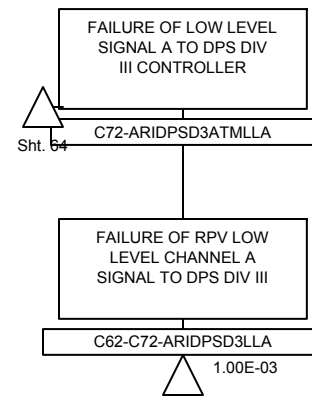 FAILURE OF LOW LEVEL
SIGNAL A TO DPS DIV
III CONTROLLER
C72-ARIDPSD3ATMLLA
Sht. 64
FAILURE OF RPV LOW
LEVEL CHANNEL A
SIGNAL TO DPS DIV III
C62-C72-ARIDPSD3LLA
1.00E-03